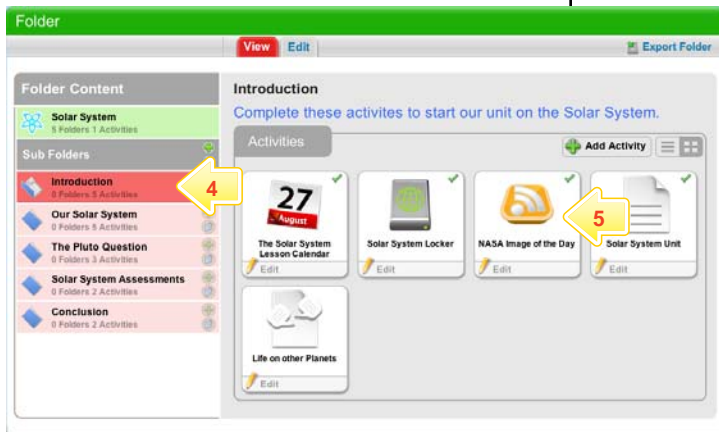 Folder
View Edit Export Folder
Folder Content
Solar System
5 Folders 1 Activities
Sub Folders
Introduction
0 Folders 5 Activities
Our Solar System
0 Folders 5 Activities
The Pluto Question
0 Folders 3 Activities
Solar System Assessments
0 Folders 2 Activities
Conclusion
0 Folders 2 Activities
4
Introduction
Complete these activites to start our unit on the Solar System.
Activities
Add Activity
27
August
The Solar System
Lesson Calendar
Edit
Solar System Locker
Edit
NASA Image of the Day
Edit
5
Solar System Unit
Edit
Life on other Planets
Edit